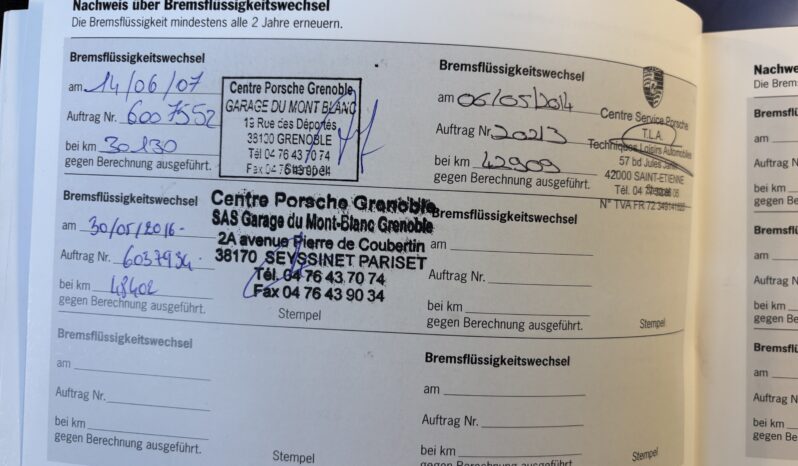 Nachweis über Bremsflüssigkeitswechsel
Die Bremsflüssigkeit mindestens alle 2 Jahre erneuern.
Bremsflüssigkeitswechsel
am 14/06/07
Auftrag Nr. 6007552
bei km 30130
gegen Berechnung ausgeführt.
Centre Porsche Grenoble
GARAGE DU MONT BLANC
19 Rue des Déportés
38100 GRENOBLE
Tél 04 76 43 70 74
Bremsflüssigkeitswechsel
am 06/05/2014
Auftrag Nr. 20213
bei km 42909
gegen Berechnung ausgeführt.
Centre Service Porsche
T.L.A.
Techniques Loisirs Automobiles
57 bd Jules
42000 SAINT-ETIENNE
Tél. 04
N° TVA FR 72
Bremsflüssigkeitswechsel
am 30/05/2016.
Auftrag Nr. 6037934.
bei km 48402
gegen Berechnung ausgeführt.
Centre Porsche Grenoble
SAS Garage du Mont-Blanc Grenoble
2A avenue Pierre de Coubertin
38170 SEYSSINET PARISET
Tél. 04 76 43 70 74
Fax 04 76 43 90 34
Stempel
Bremsflüssigkeitswechsel
am
Auftrag Nr.
bei km
gegen Berechnung ausgeführt.
Stempel
Bremsflüssigkeitswechsel
am
Auftrag Nr.
bei km
gegen Berechnung ausgeführt.
Stempel
Bremsflüssigkeitswechsel
am
Auftrag Nr.
bei km
gegen Berechnung ausgeführt.
Stempel
Nachwe
Die Brems
Bremsflü
am
Auftrag N
bei km
gegen Be
Bremsflü
am
Auftrag N
bei km
gegen Be
Bremsflü
am
Auftrag
bei km
gegen B